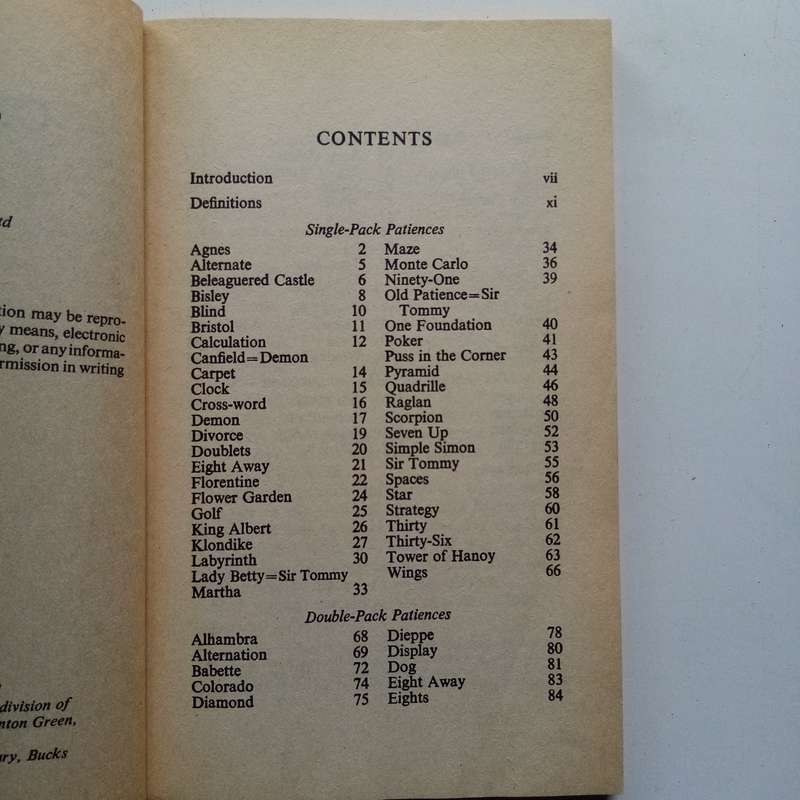 td
tion may be repro-
y means, electronic
ng, or any informa-
rmission in writing
division of
nton Green,
ury, Bucks
CONTENTS
Introduction vii
Definitions xi
Single-Pack Patiences
Agnes 2
Alternate 5
Beleaguered Castle 6
Bisley 8
Blind 10
Bristol 11
Calculation 12
Canfield=Demon
Carpet 14
Clock 15
Cross-word 16
Demon 17
Divorce 19
Doublets 20
Eight Away 21
Florentine 22
Flower Garden 24
Golf 25
King Albert 26
Klondike 27
Labyrinth 30
Lady Betty=Sir Tommy
Martha 33
Maze 34
Monte Carlo 36
Ninety-One 39
Old Patience=Sir
Tommy
One Foundation 40
Poker 41
Puss in the Corner 43
Pyramid 44
Quadrille 46
Raglan 48
Scorpion 50
Seven Up 52
Simple Simon 53
Sir Tommy 55
Spaces 56
Star 58
Strategy 60
Thirty 61
Thirty-Six 62
Tower of Hanoy 63
Wings 66
Double-Pack Patiences
Alhambra 68
Alternation 69
Babette 72
Colorado 74
Diamond 75
Dieppe 78
Display 80
Dog 81
Eight Away 83
Eights 84